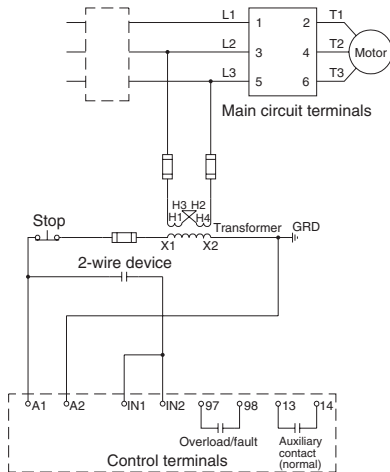 L1 1 2 T1
L2 3 4 T2 Motor
L3 5 6 T3
Main circuit terminals
H3 H2
H1 H4
Stop Transformer GRD
X1 X2
2-wire device
A1 A2 IN1 IN2 97 98 13 14
Overload/fault Auxiliary
contact
(normal)
Control terminals